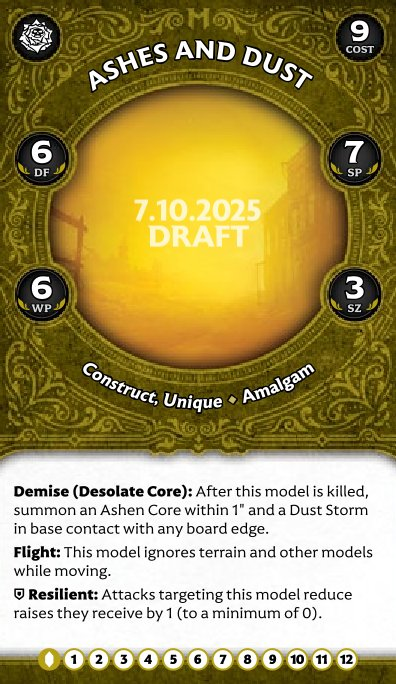 9
COST
ASHES AND DUST
6
DF
7
SP
7.10.2025
DRAFT
6
WP
3
SZ
Construct, Unique ⬥ Amalgam
Demise (Desolate Core): After this model is killed,
summon an Ashen Core within 1" and a Dust Storm
in base contact with any board edge.
Flight: This model ignores terrain and other models
while moving.
Resilient: Attacks targeting this model reduce
raises they receive by 1 (to a minimum of 0).
1 2 3 4 5 6 7 8 9 10 11 12